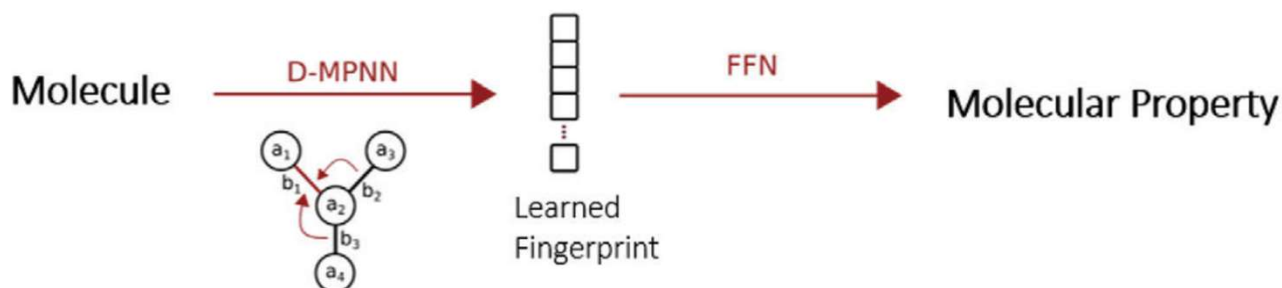 Molecule
D-MPNN
a₁
a₃
b₁
b₂
a₂
b₃
a₄
Learned
Fingerprint
FFN
Molecular Property